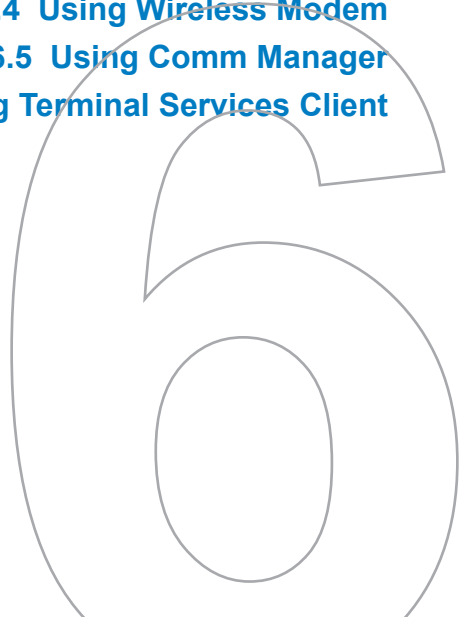 .4 Using Wireless Modem
6.5 Using Comm Manager
g Terminal Services Client
6